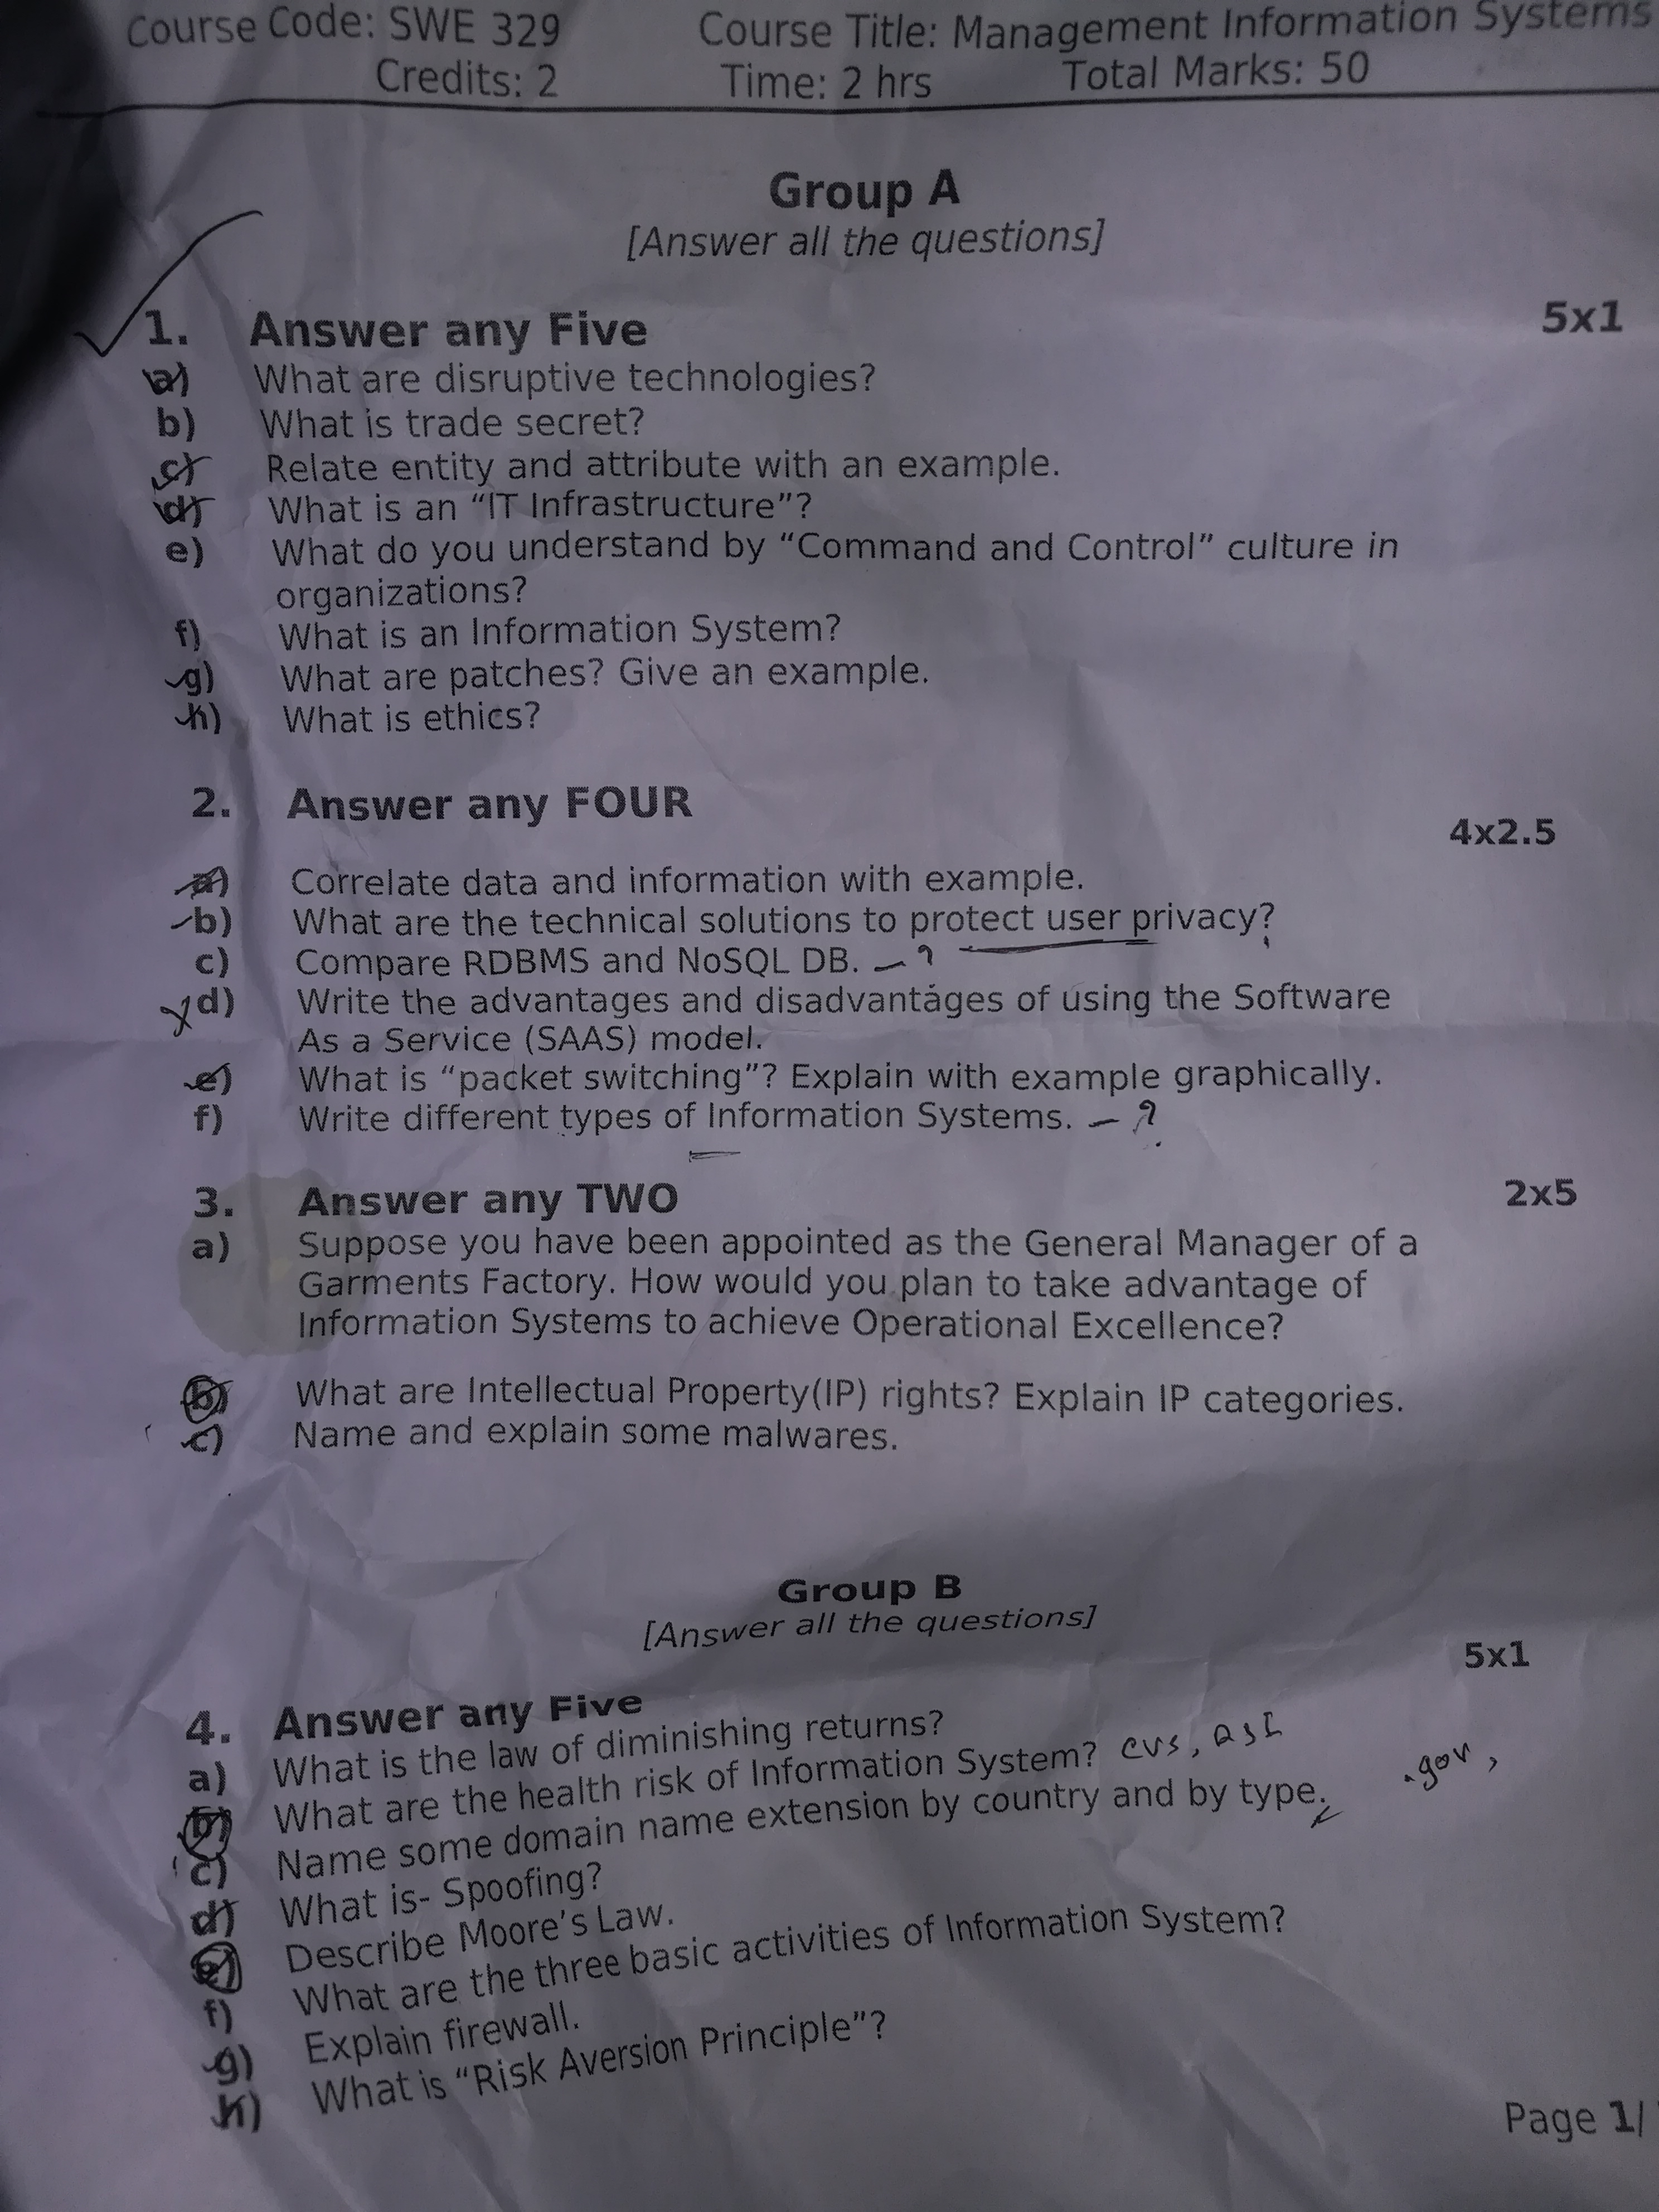 Course Code: SWE 329 Course Title: Management Information Systems
Credits: 2 Time: 2 hrs Total Marks: 50
Group A
[Answer all the questions]
1. Answer any Five 5x1
a) What are disruptive technologies?
b) What is trade secret?
c) Relate entity and attribute with an example.
d) What is an “IT Infrastructure”?
e) What do you understand by “Command and Control” culture in
organizations?
f) What is an Information System?
g) What are patches? Give an example.
h) What is ethics?
2. Answer any FOUR 4x2.5
a) Correlate data and information with example.
b) What are the technical solutions to protect user privacy?
c) Compare RDBMS and NoSQL DB. — ?
d) Write the advantages and disadvantages of using the Software
As a Service (SAAS) model.
e) What is “packet switching”? Explain with example graphically.
f) Write different types of Information Systems. — ?
3. Answer any TWO 2x5
a) Suppose you have been appointed as the General Manager of a
Garments Factory. How would you plan to take advantage of
Information Systems to achieve Operational Excellence?
b) What are Intellectual Property(IP) rights? Explain IP categories.
c) Name and explain some malwares.
Group B
[Answer all the questions]
4. Answer any Five 5x1
a) What is the law of diminishing returns?
b) What are the health risk of Information System? cvs, RSI
c) Name some domain name extension by country and by type. .gov,
d) What is- Spoofing?
e) Describe Moore’s Law.
f) What are the three basic activities of Information System?
g) Explain firewall.
h) What is “Risk Aversion Principle”?
Page 1/